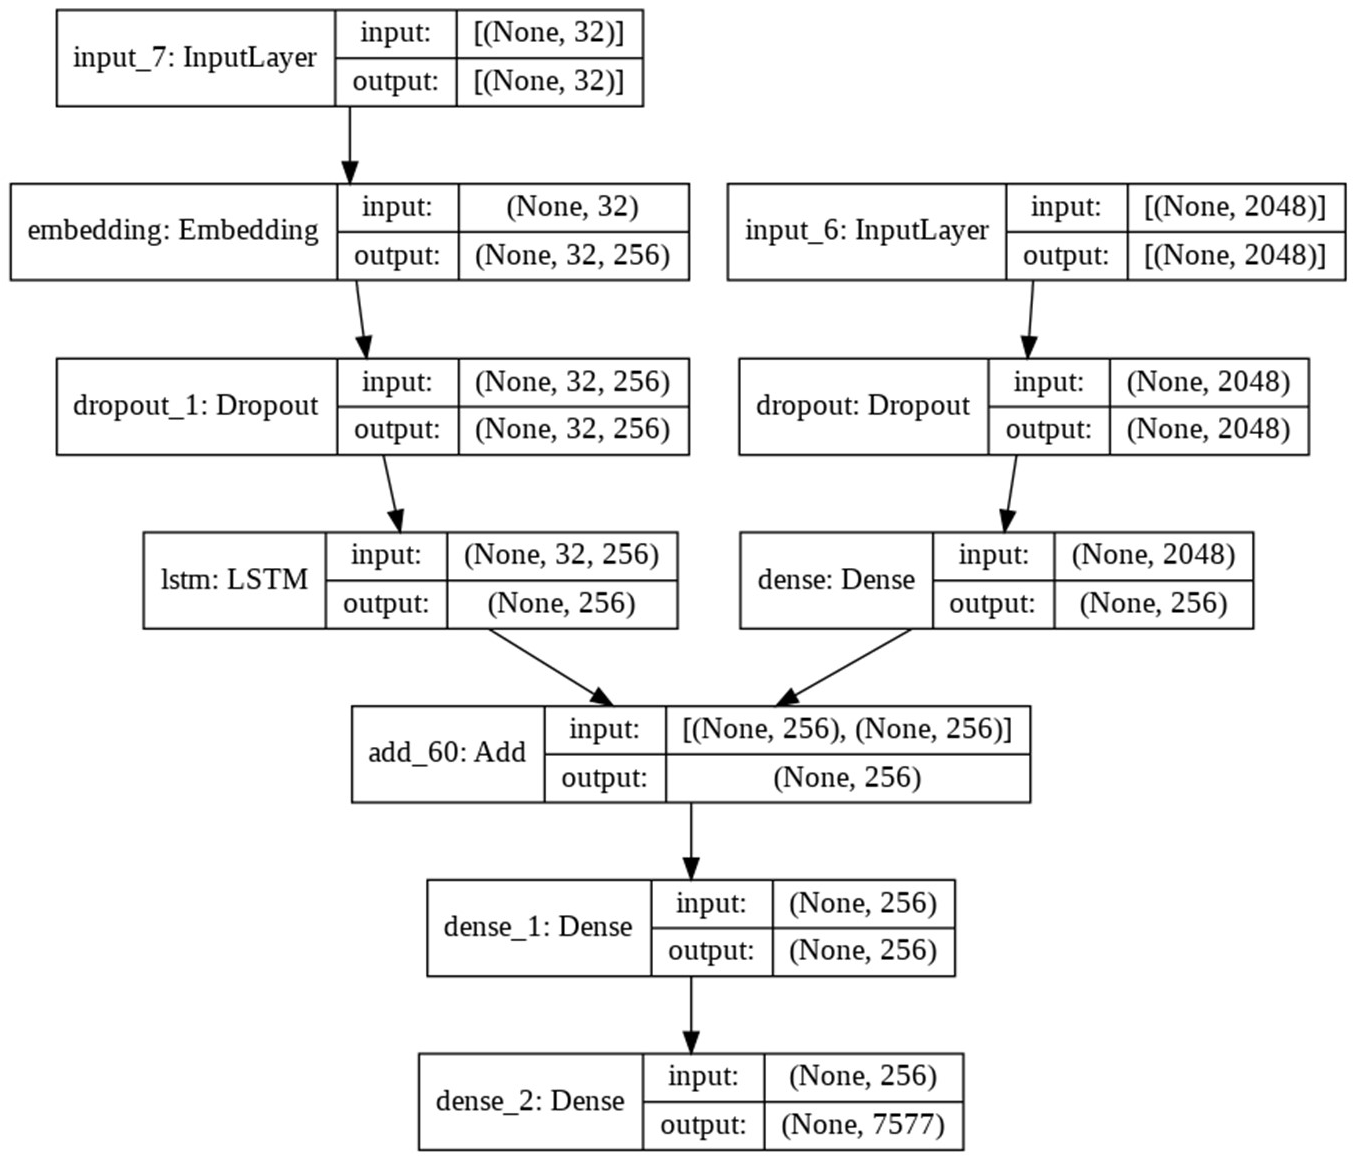 input_7: InputLayer
input:
[(None, 32)]
output:
[(None, 32)]
embedding: Embedding
input:
(None, 32)
output:
(None, 32, 256)
input_6: InputLayer
input:
[(None, 2048)]
output:
[(None, 2048)]
dropout_1: Dropout
input:
(None, 32, 256)
output:
(None, 32, 256)
dropout: Dropout
input:
(None, 2048)
output:
(None, 2048)
lstm: LSTM
input:
(None, 32, 256)
output:
(None, 256)
dense: Dense
input:
(None, 2048)
output:
(None, 256)
add_60: Add
input:
[(None, 256), (None, 256)]
output:
(None, 256)
dense_1: Dense
input:
(None, 256)
output:
(None, 256)
dense_2: Dense
input:
(None, 256)
output:
(None, 7577)